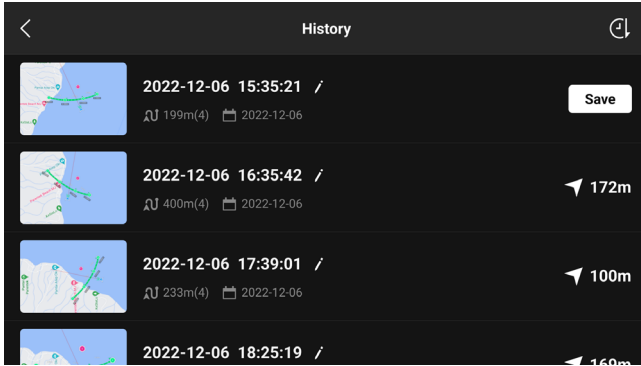 History
2022-12-06 15:35:21
Save
199m(4) 2022-12-06
2022-12-06 16:35:42
172m
400m(4) 2022-12-06
2022-12-06 17:39:01
100m
233m(4) 2022-12-06
2022-12-06 18:25:19
169m